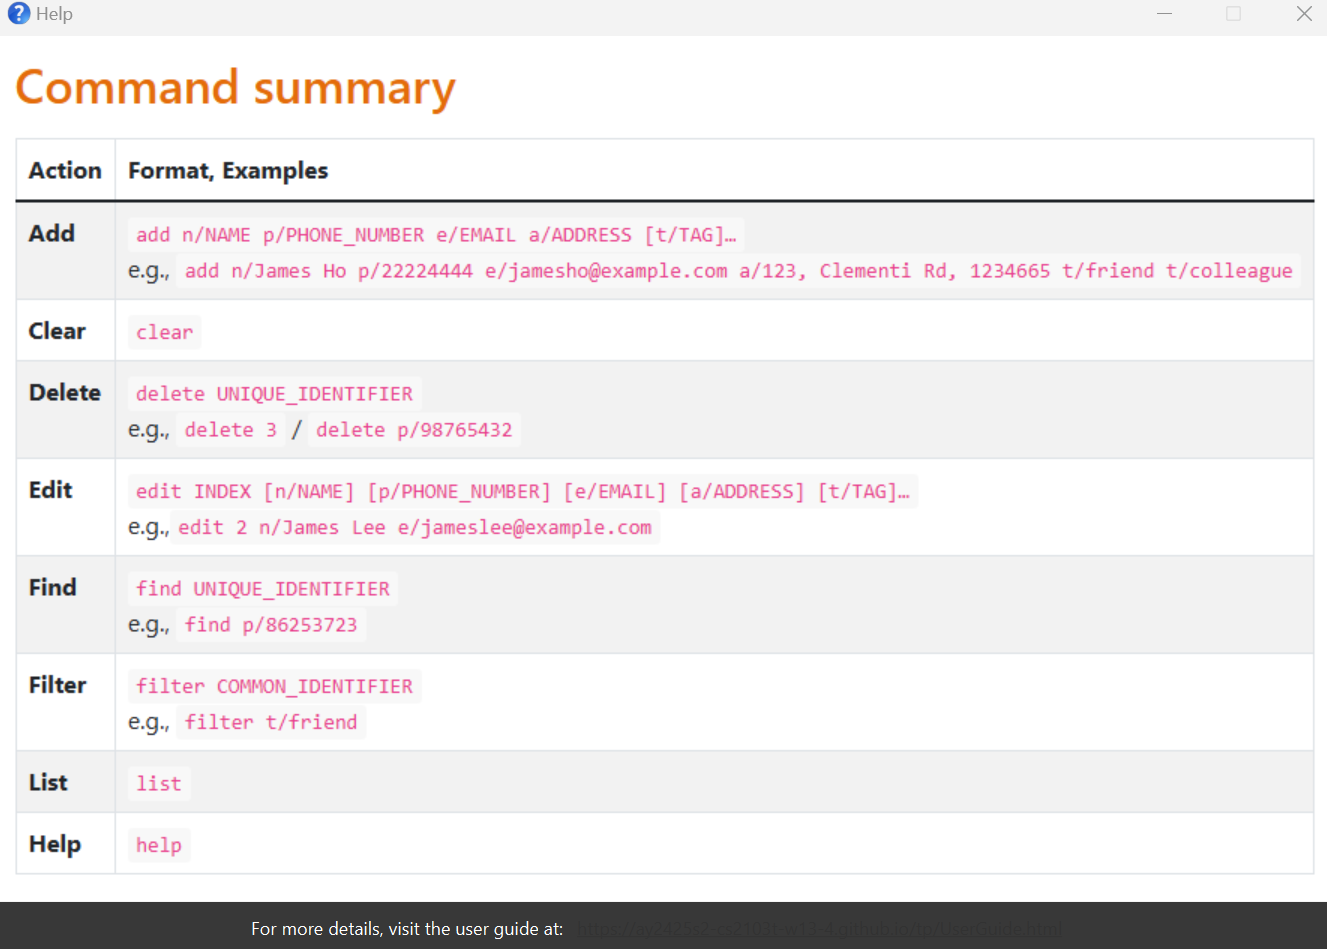 Help
Command summary
Action Format, Examples
Add add n/NAME p/PHONE_NUMBER e/EMAIL a/ADDRESS [t/TAG]…
e.g., add n/James Ho p/22224444 e/jamesho@example.com a/123, Clementi Rd, 1234665 t/friend t/colleague
Clear clear
Delete delete UNIQUE_IDENTIFIER
e.g., delete 3 / delete p/98765432
Edit edit INDEX [n/NAME] [p/PHONE_NUMBER] [e/EMAIL] [a/ADDRESS] [t/TAG]…
e.g., edit 2 n/James Lee e/jameslee@example.com
Find find UNIQUE_IDENTIFIER
e.g., find p/86253723
Filter filter COMMON_IDENTIFIER
e.g., filter t/friend
List list
Help help
For more details, visit the user guide at: